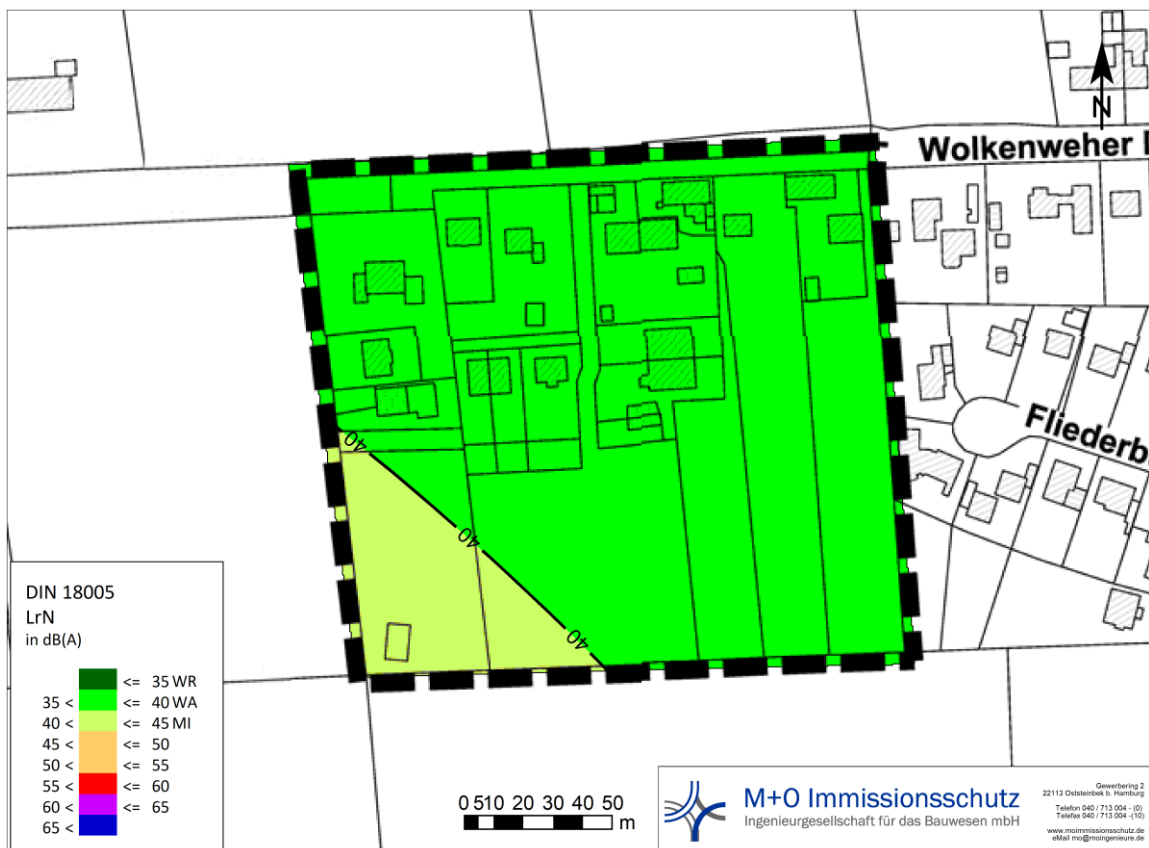 N
Wolkenweher
Fliederb
40
40
40
DIN 18005
LrN
in dB(A)
<= 35 WR
35 < <= 40 WA
40 < <= 45 MI
45 < <= 50
50 < <= 55
55 < <= 60
60 < <= 65
65 <
0 5 10 20 30 40 50
m
M+O Immissionsschutz
Ingenieurgesellschaft für das Bauwesen mbH
Gewerbering 2
22113 Oststeinbek b. Hamburg
Telefon 040 / 713 004 - (0)
Telefax 040 / 713 004 -(10)
www.moimmissionsschutz.de
eMail mo@moingenieure.de